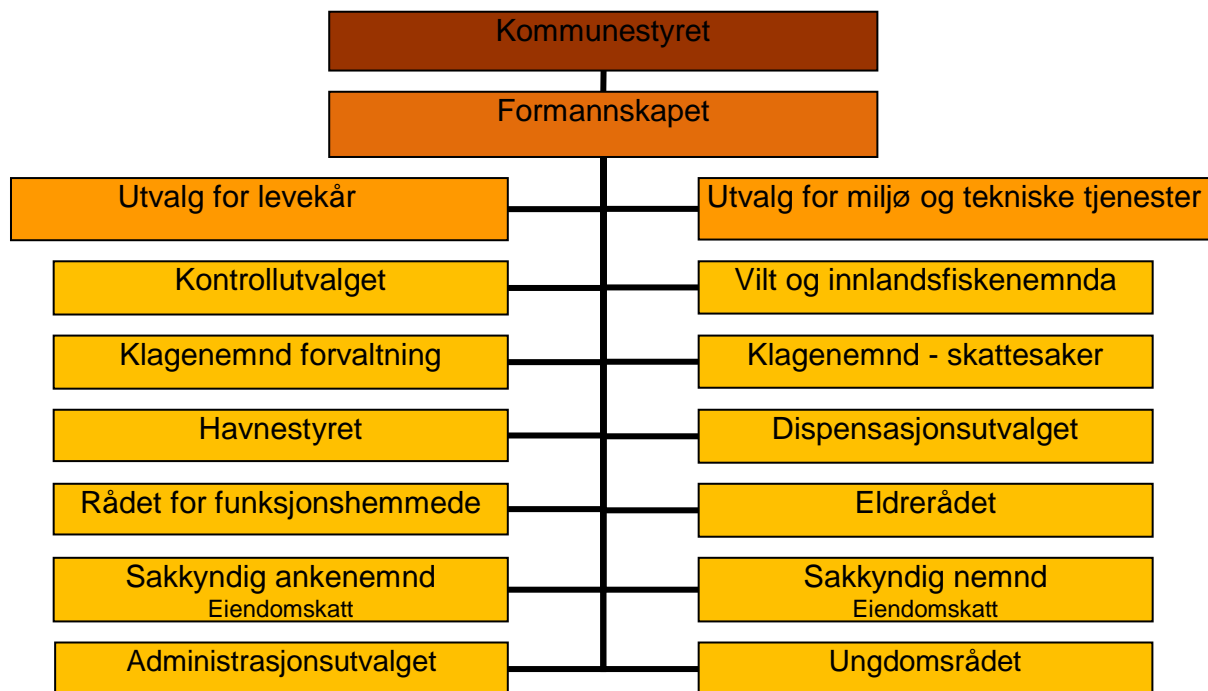 Kommunestyret
Formannskapet
Utvalg for levekår
Utvalg for miljø og tekniske tjenester
Kontrollutvalget
Vilt og innlandsfiskenemnda
Klagenemnd forvaltning
Klagenemnd - skattesaker
Havnestyret
Dispensasjonsutvalget
Rådet for funksjonshemmede
Eldrerådet
Sakkyndig ankenemnd
Eiendomskatt
Sakkyndig nemnd
Eiendomskatt
Administrasjonsutvalget
Ungdomsrådet